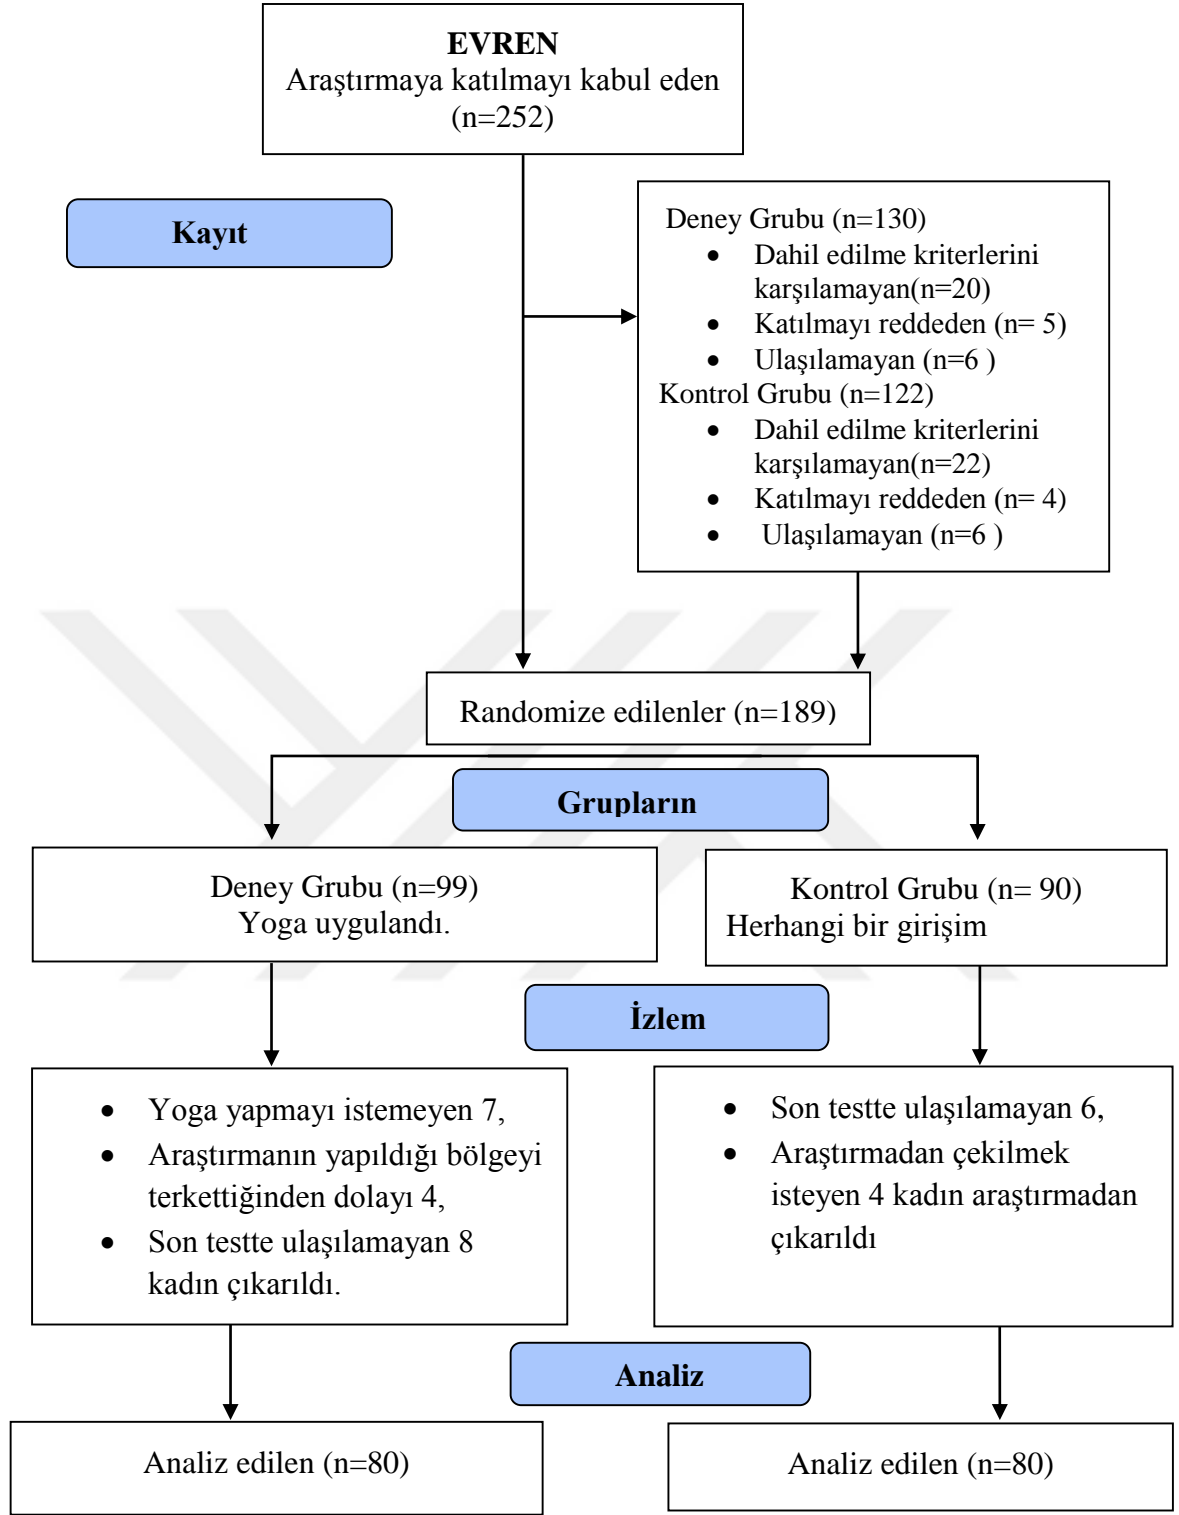 EVREN
Araştırmaya katılmayı kabul eden
(n=252)
Kayıt
Deney Grubu (n=130)
• Dahil edilme kriterlerini
karşılamayan(n=20)
• Katılmayı reddeden (n= 5)
• Ulaşılamayan (n=6 )
Kontrol Grubu (n=122)
• Dahil edilme kriterlerini
karşılamayan(n=22)
• Katılmayı reddeden (n= 4)
• Ulaşılamayan (n=6 )
Randomize edilenler (n=189)
Grupların
Deney Grubu (n=99)
Yoga uygulandı.
Kontrol Grubu (n= 90)
Herhangi bir girişim
İzlem
• Yoga yapmayı istemeyen 7,
• Araştırmanın yapıldığı bölgeyi
terkettiğinden dolayı 4,
• Son testte ulaşılamayan 8
kadın çıkarıldı.
• Son testte ulaşılamayan 6,
• Araştırmadan çekilmek
isteyen 4 kadın araştırmadan
çıkarıldı
Analiz
Analiz edilen (n=80)
Analiz edilen (n=80)